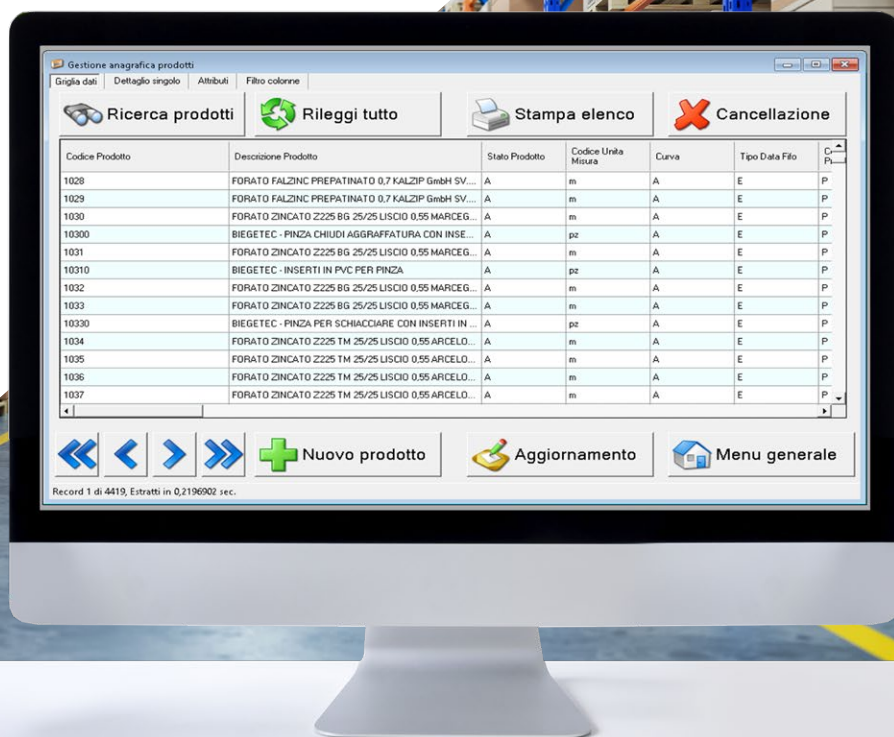 Gestione anagrafica prodotti
Griglia dati Dettaglio singolo Attributi Filtro colonne
Ricerca prodotti Rileggi tutto Stampa elenco Cancellazione
Codice Prodotto Descrizione Prodotto Stato Prodotto Codice Unita Misura Curva Tipo Data Fifo
1028 FORATO FALZINC PREPATINATO 0,7 KALZIP GmbH SV.... A m A E P
1029 FORATO FALZINC PREPATINATO 0,7 KALZIP GmbH SV.... A m A E P
1030 FORATO ZINCATO Z225 BG 25/25 LISCIO 0,55 MARCEG... A m A E P
10300 BIEGETEC - PINZA CHIUDI AGGRAFFATURA CON INSE... A pz A E P
1031 FORATO ZINCATO Z225 BG 25/25 LISCIO 0,55 MARCEG... A m A E P
10310 BIEGETEC - INSERTI IN PVC PER PINZA A pz A E P
1032 FORATO ZINCATO Z225 BG 25/25 LISCIO 0,55 MARCEG... A m A E P
1033 FORATO ZINCATO Z225 BG 25/25 LISCIO 0,55 MARCEG... A m A E P
10330 BIEGETEC - PINZA PER SCHIACCIARE CON INSERTI IN ... A pz A E P
1034 FORATO ZINCATO Z225 TM 25/25 LISCIO 0,55 ARCELO... A m A E P
1035 FORATO ZINCATO Z225 TM 25/25 LISCIO 0,55 ARCELO... A m A E P
1036 FORATO ZINCATO Z225 TM 25/25 LISCIO 0,55 ARCELO... A m A E P
1037 FORATO ZINCATO Z225 TM 25/25 LISCIO 0,55 ARCELO... A m A E P
Nuovo prodotto Aggiornamento Menu generale
Record 1 di 4419, Estratti in 0,2196902 sec.